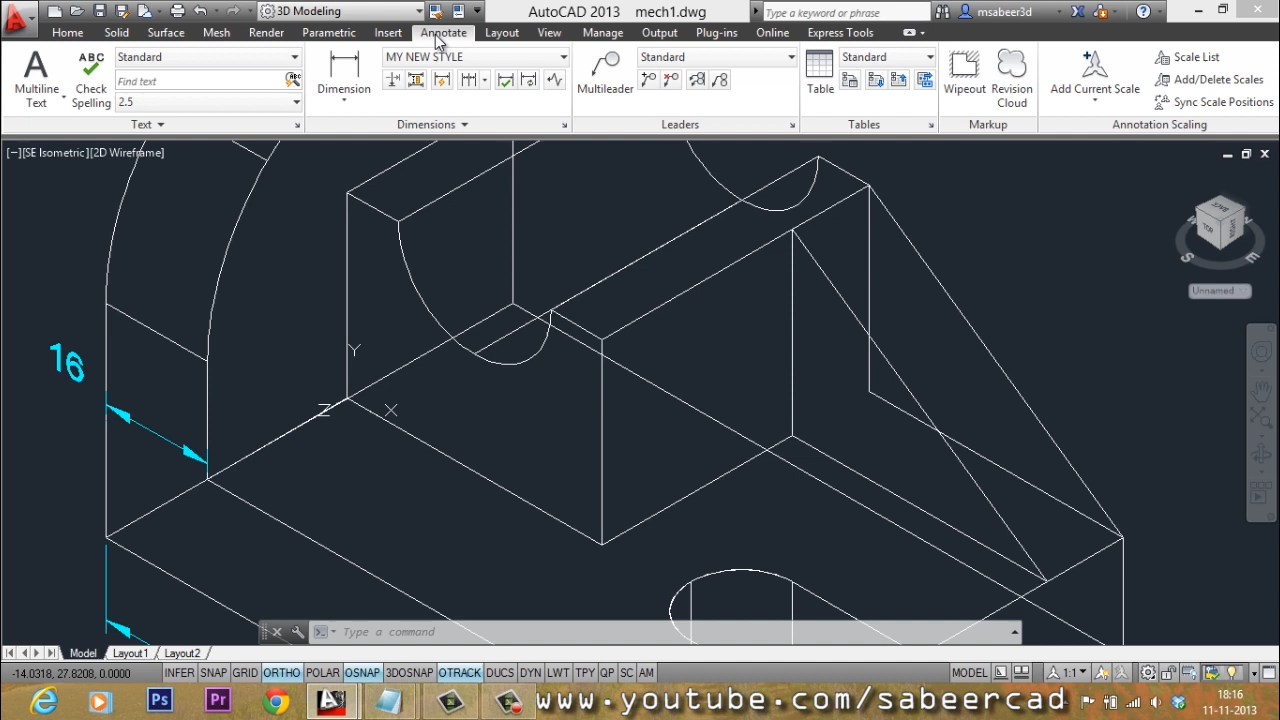 3D Modeling
AutoCAD 2013 mech1.dwg
Type a keyword or phrase
msabeer3d
Home Solid Surface Mesh Render Parametric Insert Annotate Layout View Manage Output Plug-ins Online Express Tools
Multiline Text
ABC
Check Spelling
Standard
Find text
2.5
Text
Dimension
MY NEW STYLE
Dimensions
Multileader
Standard
Leaders
Table
Standard
Tables
Wipeout
Revision Cloud
Markup
Add Current Scale
Scale List
Add/Delete Scales
Sync Scale Positions
Annotation Scaling
[−][SE Isometric][2D Wireframe]
BACK
TOP
S
E
Unnamed
16
Y
Z
X
Type a command
Model Layout1 Layout2
-14.0318, 27.8208, 0.0000
INFER SNAP GRID ORTHO POLAR OSNAP 3DOSNAP OTRACK DUCS DYN LWT TPY QP SC AM
MODEL
1:1
Ps
Pr
www.youtube.com/sabeercad
18:16
11-11-2013